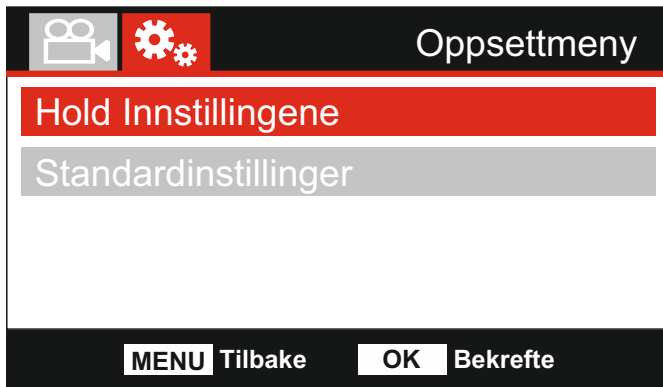 Oppsettmeny
Hold Innstillingene
Standardinstillinger
MENU Tilbake OK Bekrefte